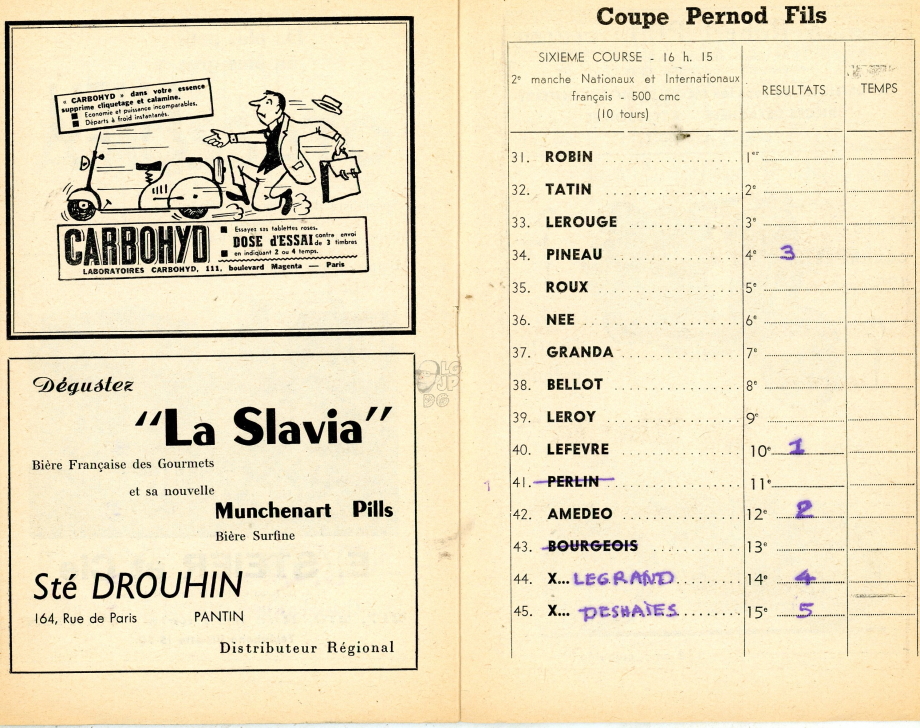 « CARBOHYD » dans votre essence
supprime cliquetage et calamine.
Economie et puissance incomparables.
Départs à froid instantanés.
CARBOHYD
Essayez ses tablettes roses.
DOSE d'ESSAI contre envoi de 3 timbres
en indiquant 2 ou 4 temps.
LABORATOIRES CARBOHYD, 111, boulevard Magenta — Paris
Dégustez
"La Slavia"
Bière Française des Gourmets
et sa nouvelle
Munchenart Pills
Bière Surfine
Sté DROUHIN
164, Rue de Paris PANTIN
Distributeur Régional
Coupe Pernod Fils
SIXIEME COURSE - 16 h. 15
2e manche Nationaux et Internationaux
français - 500 cmc
(10 tours)
RESULTATS
TEMPS
31. ROBIN 1er
32. TATIN 2e
33. LEROUGE 3e
34. PINEAU 4e 3
35. ROUX 5e
36. NEE 6e
37. GRANDA 7e
38. BELLOT 8e
39. LEROY 9e
40. LEFEVRE 10e 1
41. PERLIN 11e
42. AMEDEO 12e 2
43. BOURGEOIS 13e
44. X... LEGRAND 14e 4
45. X... DESHAIES 15e 5